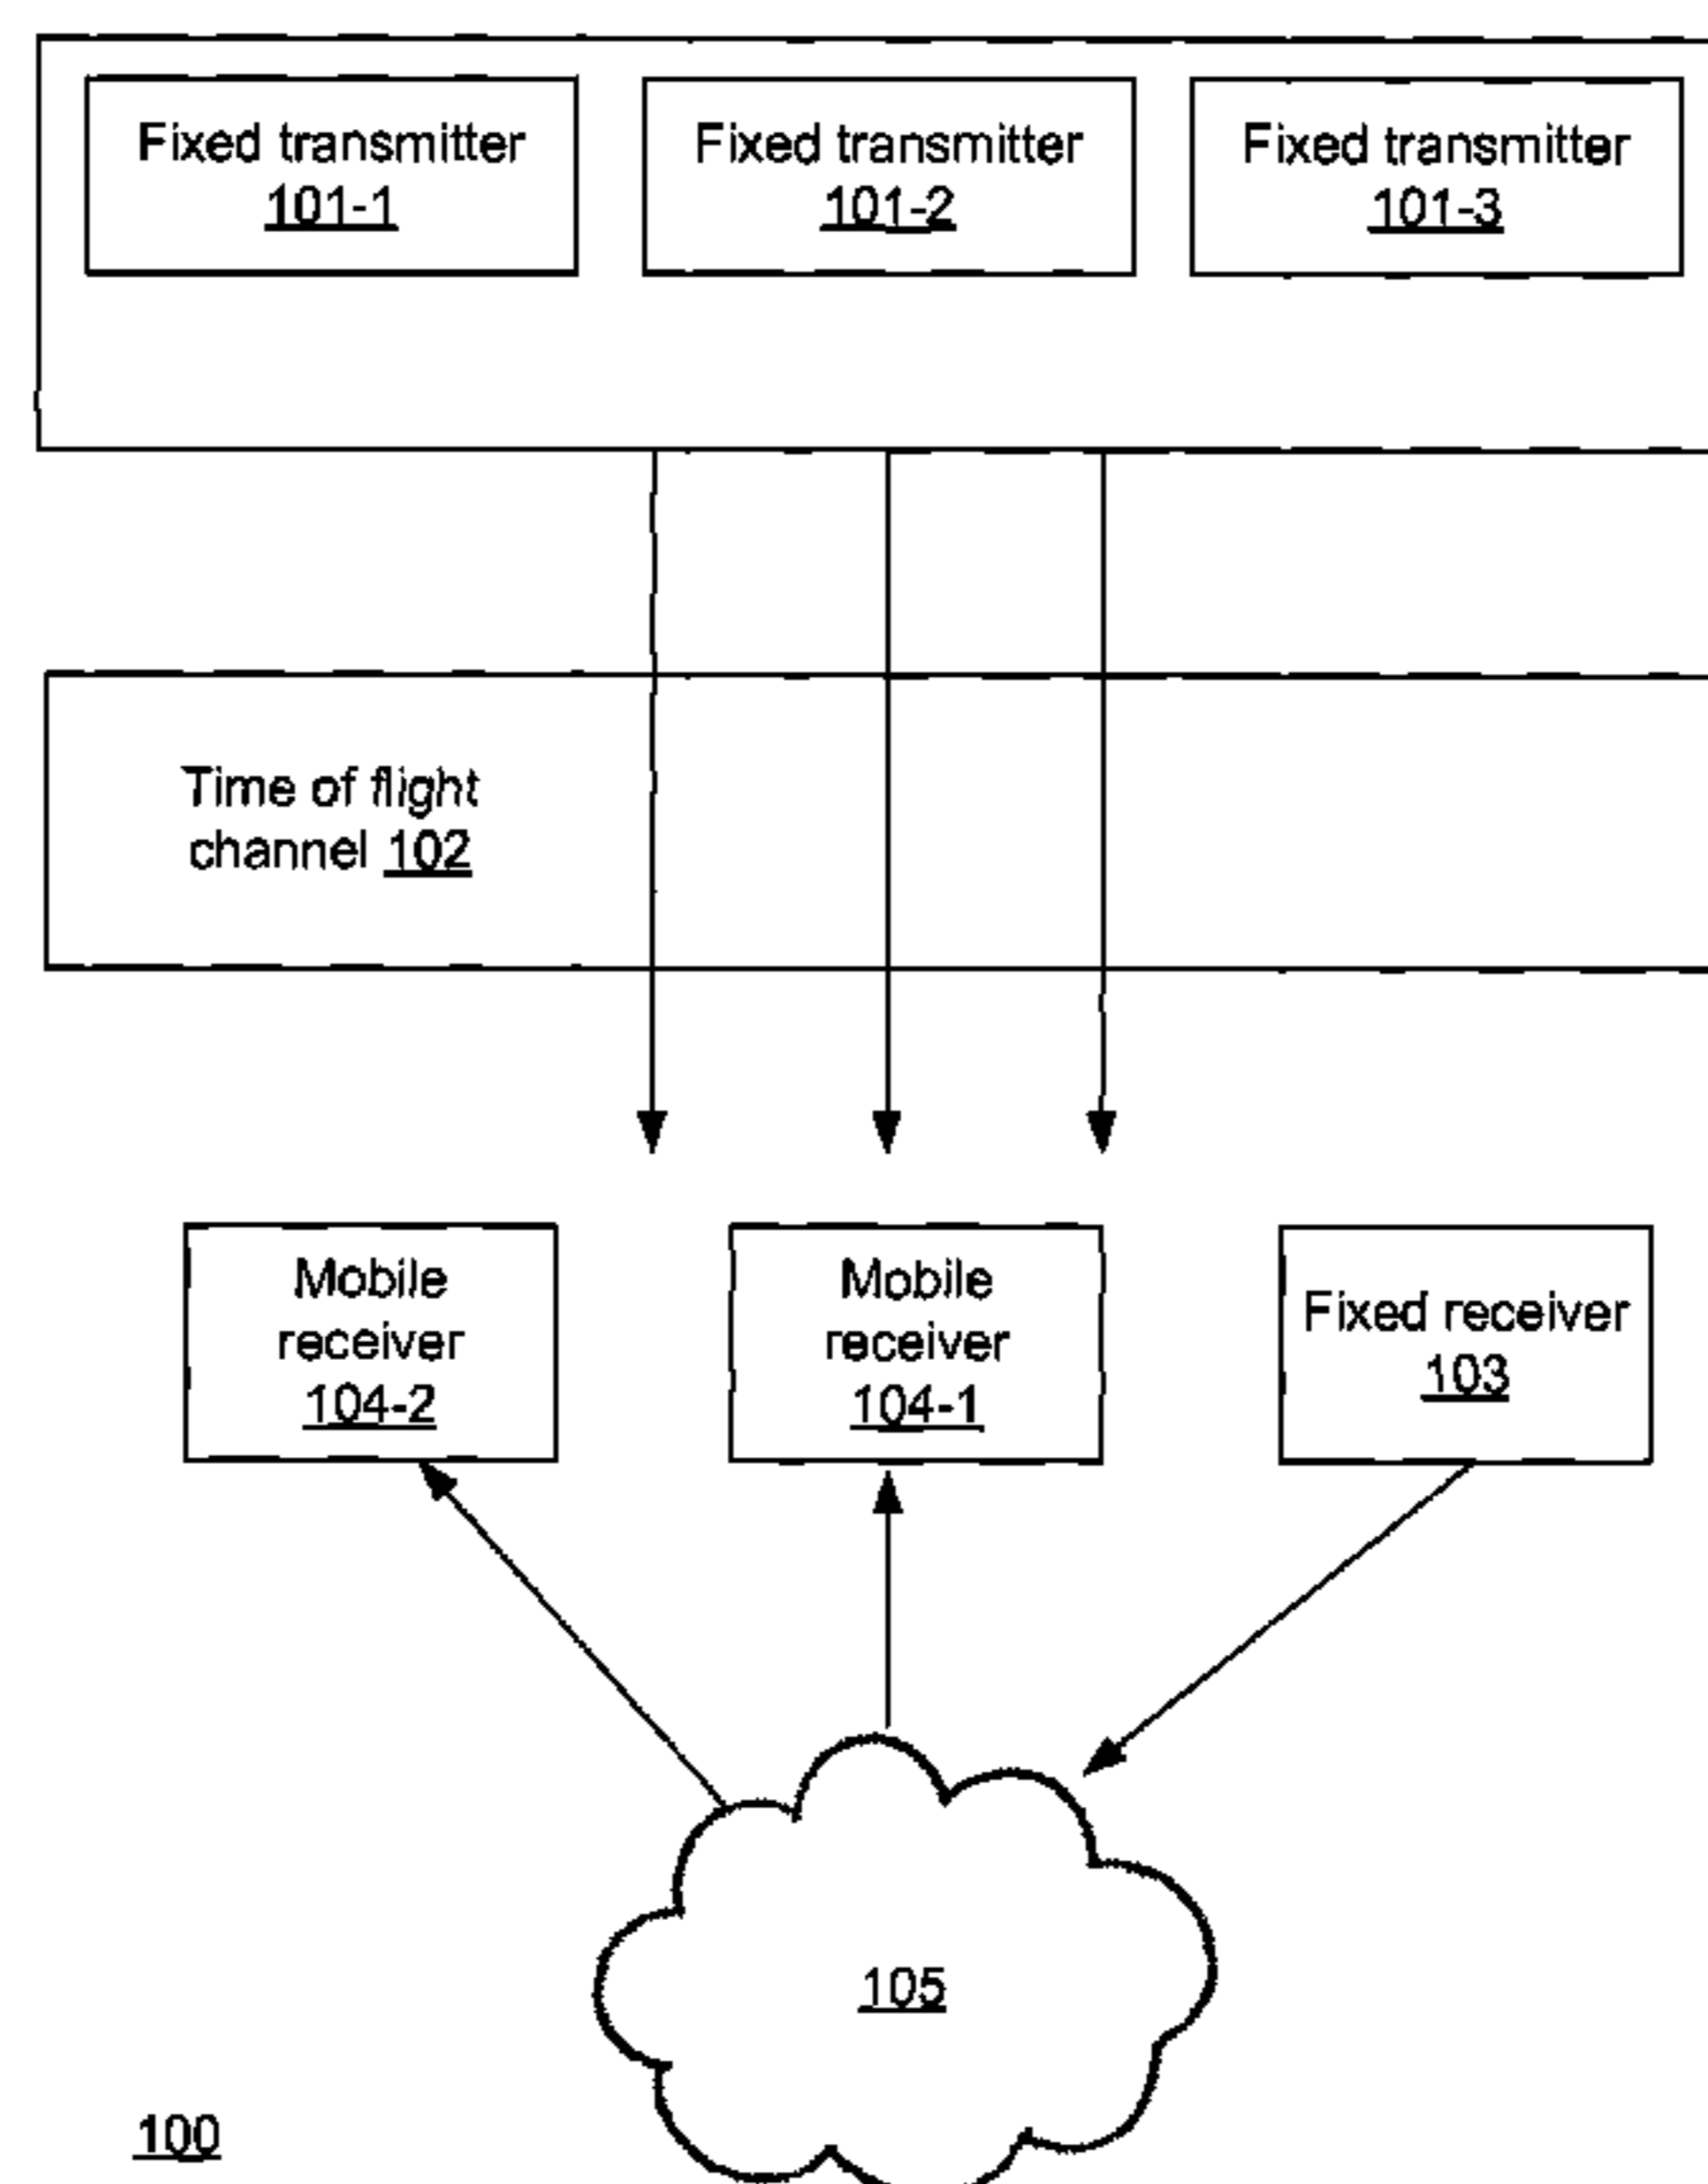 Fixed transmitter
101-1
Fixed transmitter
101-2
Fixed transmitter
101-3
Time of flight
channel 102
Mobile
receiver
104-2
Mobile
receiver
104-1
Fixed receiver
103
105
100